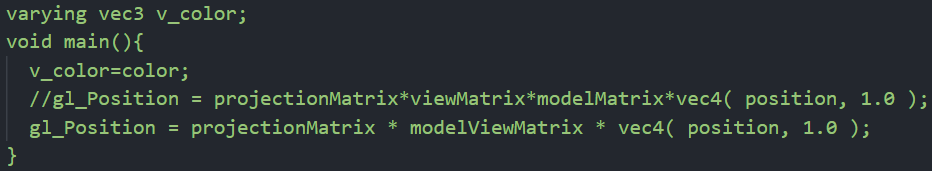 varying vec3 v_color;
void main(){
  v_color=color;
  //gl_Position = projectionMatrix*viewMatrix*modelMatrix*vec4( position, 1.0 );
  gl_Position = projectionMatrix * modelViewMatrix * vec4( position, 1.0 );
}